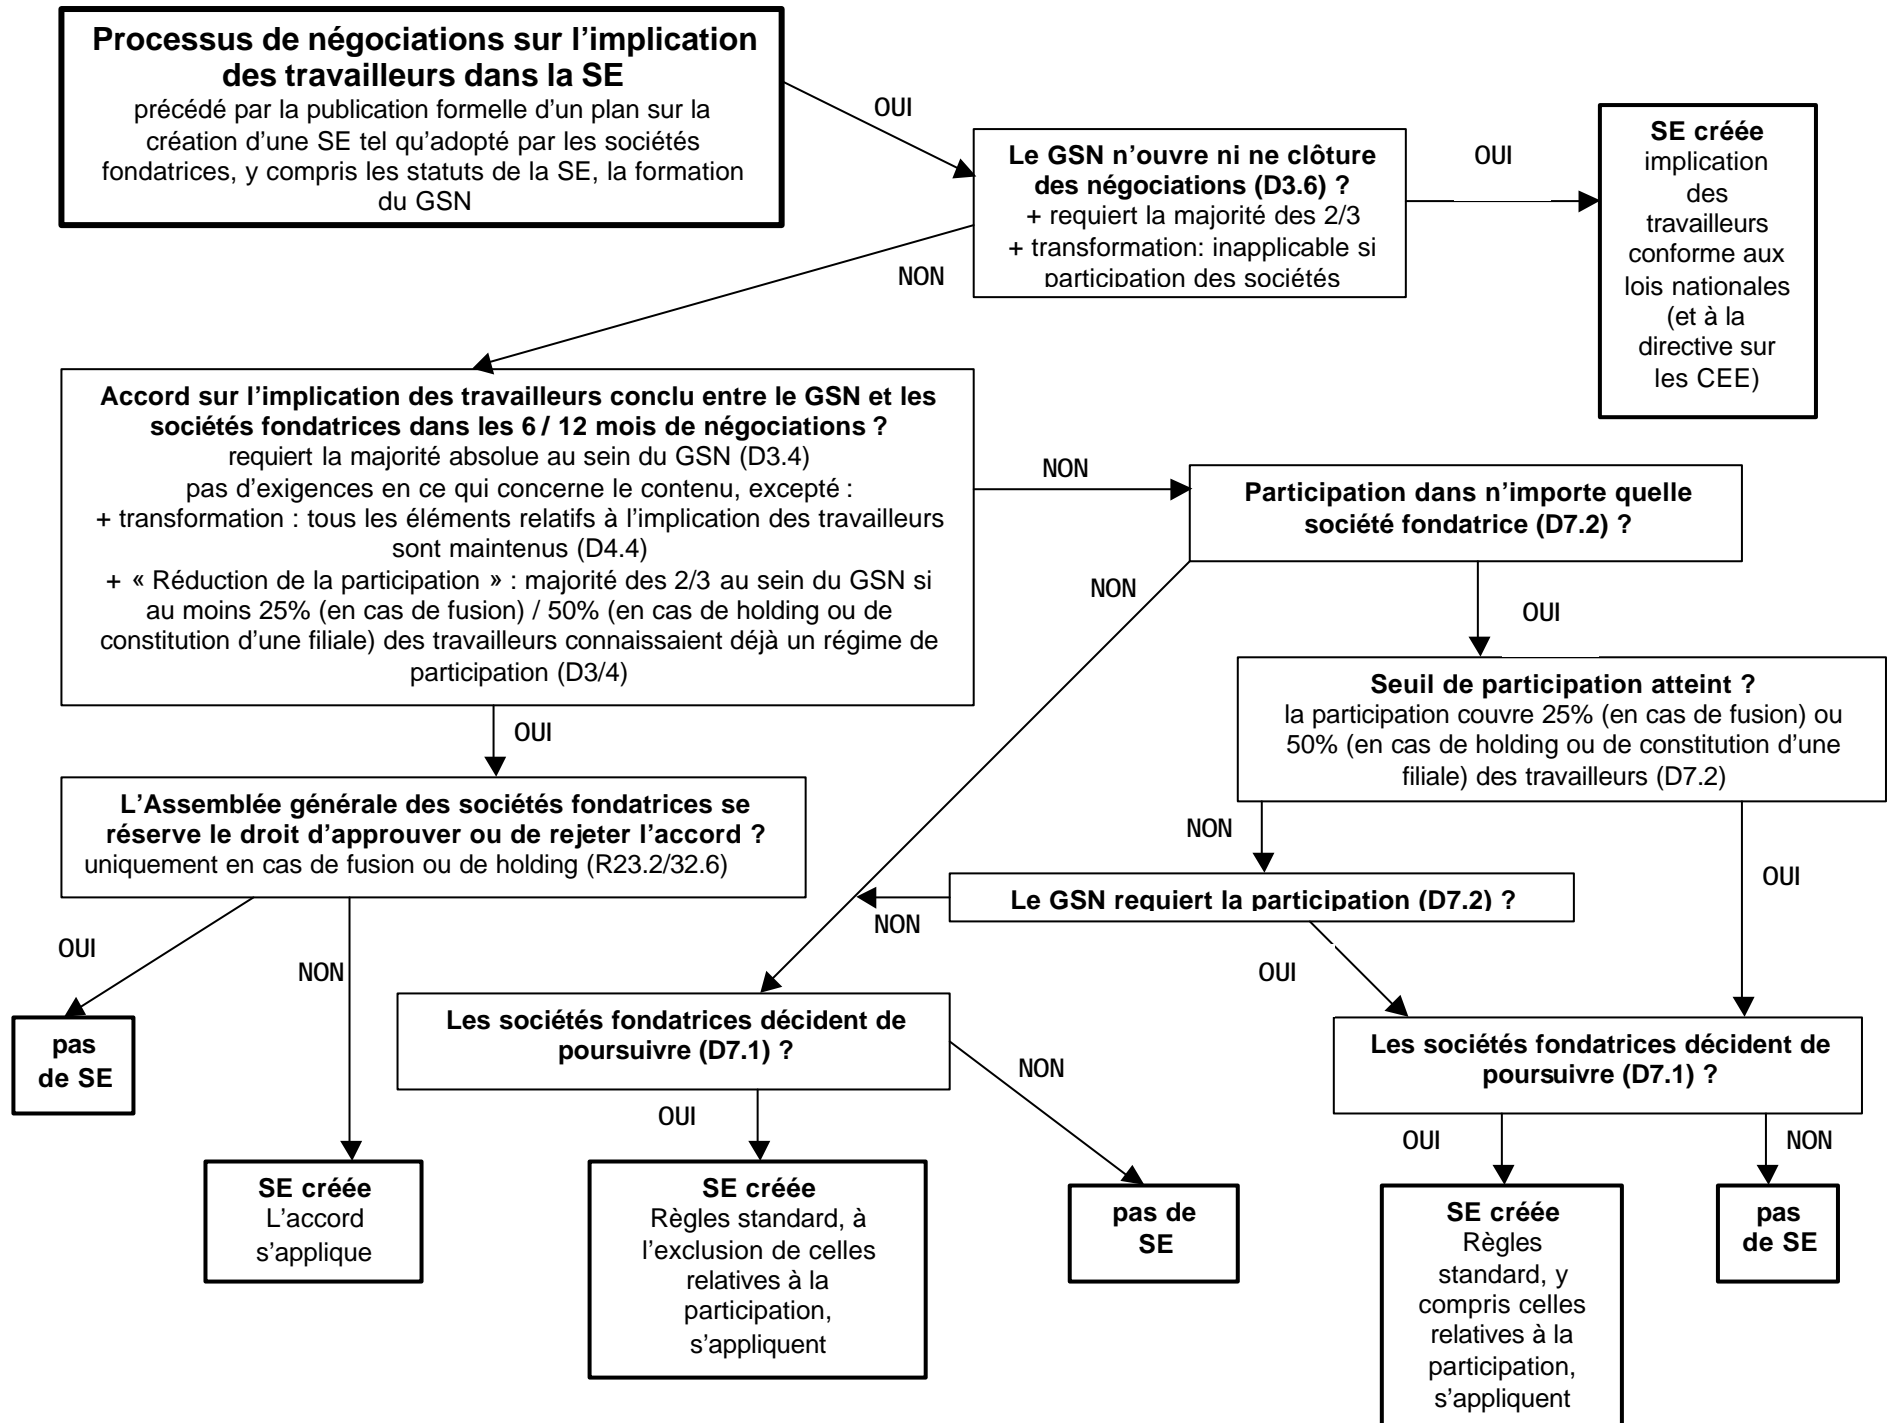 Processus de négociations sur l’implication
des travailleurs dans la SE
précédé par la publication formelle d’un plan sur la
création d’une SE tel qu’adopté par les sociétés
fondatrices, y compris les statuts de la SE, la formation
du GSN
OUI
Le GSN n’ouvre ni ne clôture
des négociations (D3.6) ?
+ requiert la majorité des 2/3
+ transformation: inapplicable si
participation des sociétés
OUI
SE créée
implication
des
travailleurs
conforme aux
lois nationales
(et à la
directive sur
les CEE)
NON
Accord sur l’implication des travailleurs conclu entre le GSN et les
sociétés fondatrices dans les 6 / 12 mois de négociations ?
requiert la majorité absolue au sein du GSN (D3.4)
pas d'exigences en ce qui concerne le contenu, excepté :
+ transformation : tous les éléments relatifs à l’implication des travailleurs
sont maintenus (D4.4)
+ « Réduction de la participation » : majorité des 2/3 au sein du GSN si
au moins 25% (en cas de fusion) / 50% (en cas de holding ou de
constitution d’une filiale) des travailleurs connaissaient déjà un régime de
participation (D3/4)
NON
Participation dans n’importe quelle
société fondatrice (D7.2) ?
NON
OUI
Seuil de participation atteint ?
la participation couvre 25% (en cas de fusion) ou
50% (en cas de holding ou de constitution d’une
filiale) des travailleurs (D7.2)
OUI
L’Assemblée générale des sociétés fondatrices se
réserve le droit d’approuver ou de rejeter l’accord ?
uniquement en cas de fusion ou de holding (R23.2/32.6)
NON
OUI
Le GSN requiert la participation (D7.2) ?
NON
OUI
NON
OUI
pas
de SE
Les sociétés fondatrices décident de
poursuivre (D7.1) ?
Les sociétés fondatrices décident de
poursuivre (D7.1) ?
NON
OUI
OUI
NON
SE créée
L’accord
s’applique
SE créée
Règles standard, à
l’exclusion de celles
relatives à la
participation,
s’appliquent
pas de
SE
SE créée
Règles
standard, y
compris celles
relatives à la
participation,
s’appliquent
pas
de SE